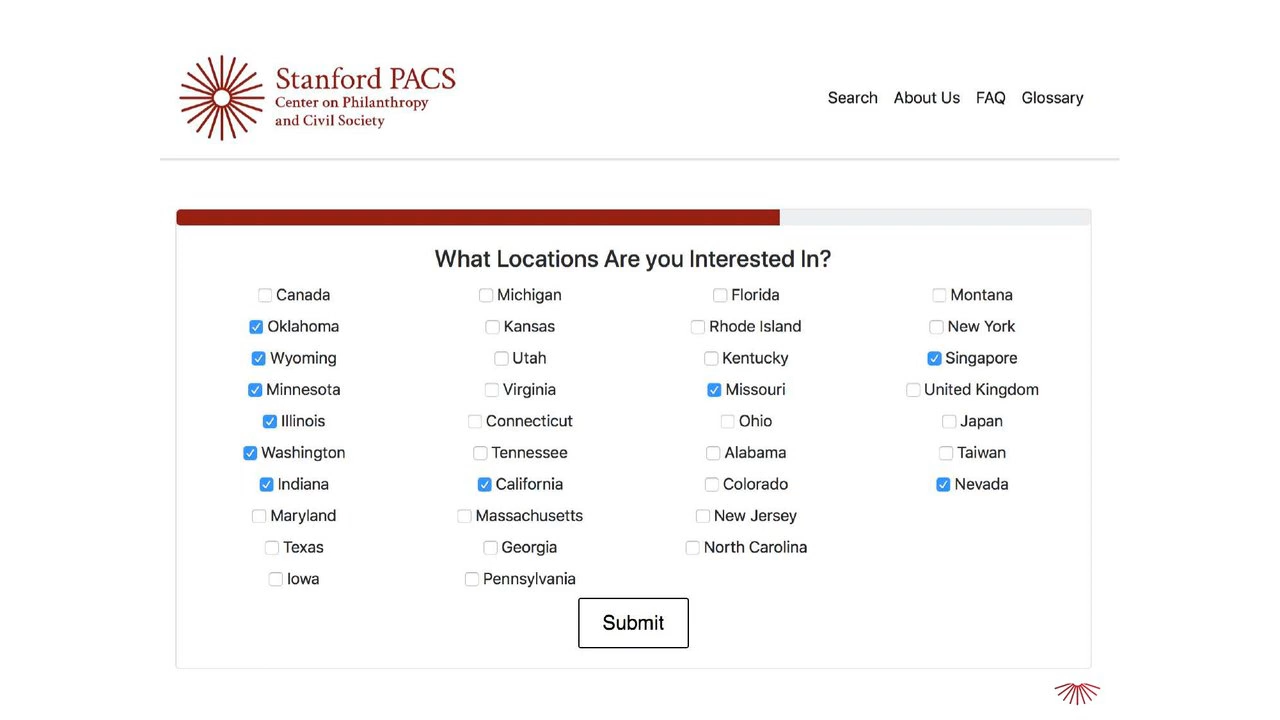 Stanford PACS
Center on Philanthropy
and Civil Society
Search About Us FAQ Glossary
What Locations Are you Interested In?
Canada Michigan Florida Montana
Oklahoma Kansas Rhode Island New York
Wyoming Utah Kentucky Singapore
Minnesota Virginia Missouri United Kingdom
Illinois Connecticut Ohio Japan
Washington Tennessee Alabama Taiwan
Indiana California Colorado Nevada
Maryland Massachusetts New Jersey
Texas Georgia North Carolina
Iowa Pennsylvania
Submit